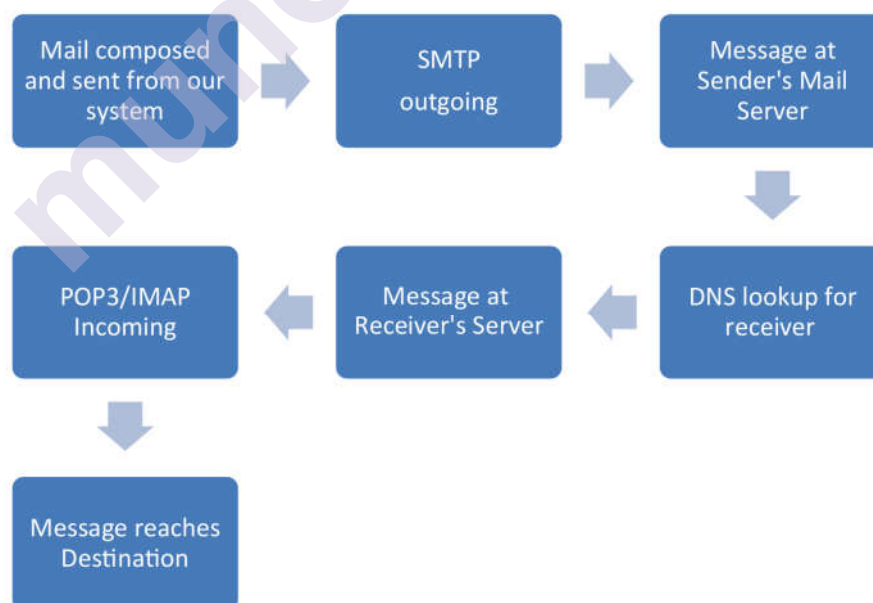 Mail composed
and sent from our
system
SMTP
outgoing
Message at
Sender's Mail
Server
DNS lookup for
receiver
Message at
Receiver's Server
POP3/IMAP
Incoming
Message reaches
Destination